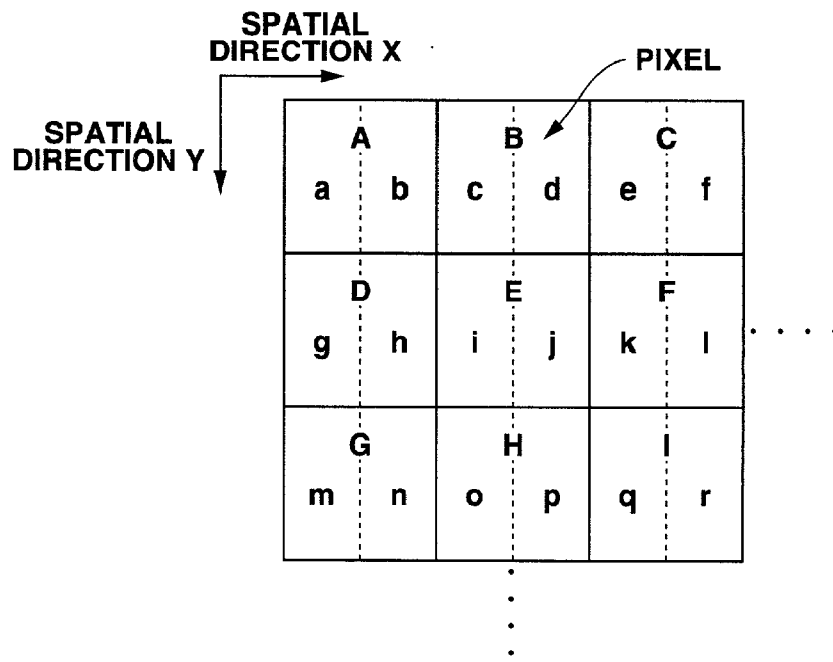 SPATIAL
DIRECTION X
PIXEL
SPATIAL
DIRECTION Y
A B C
a b c d e f
D E F
g h i j k l
G H I
m n o p q r